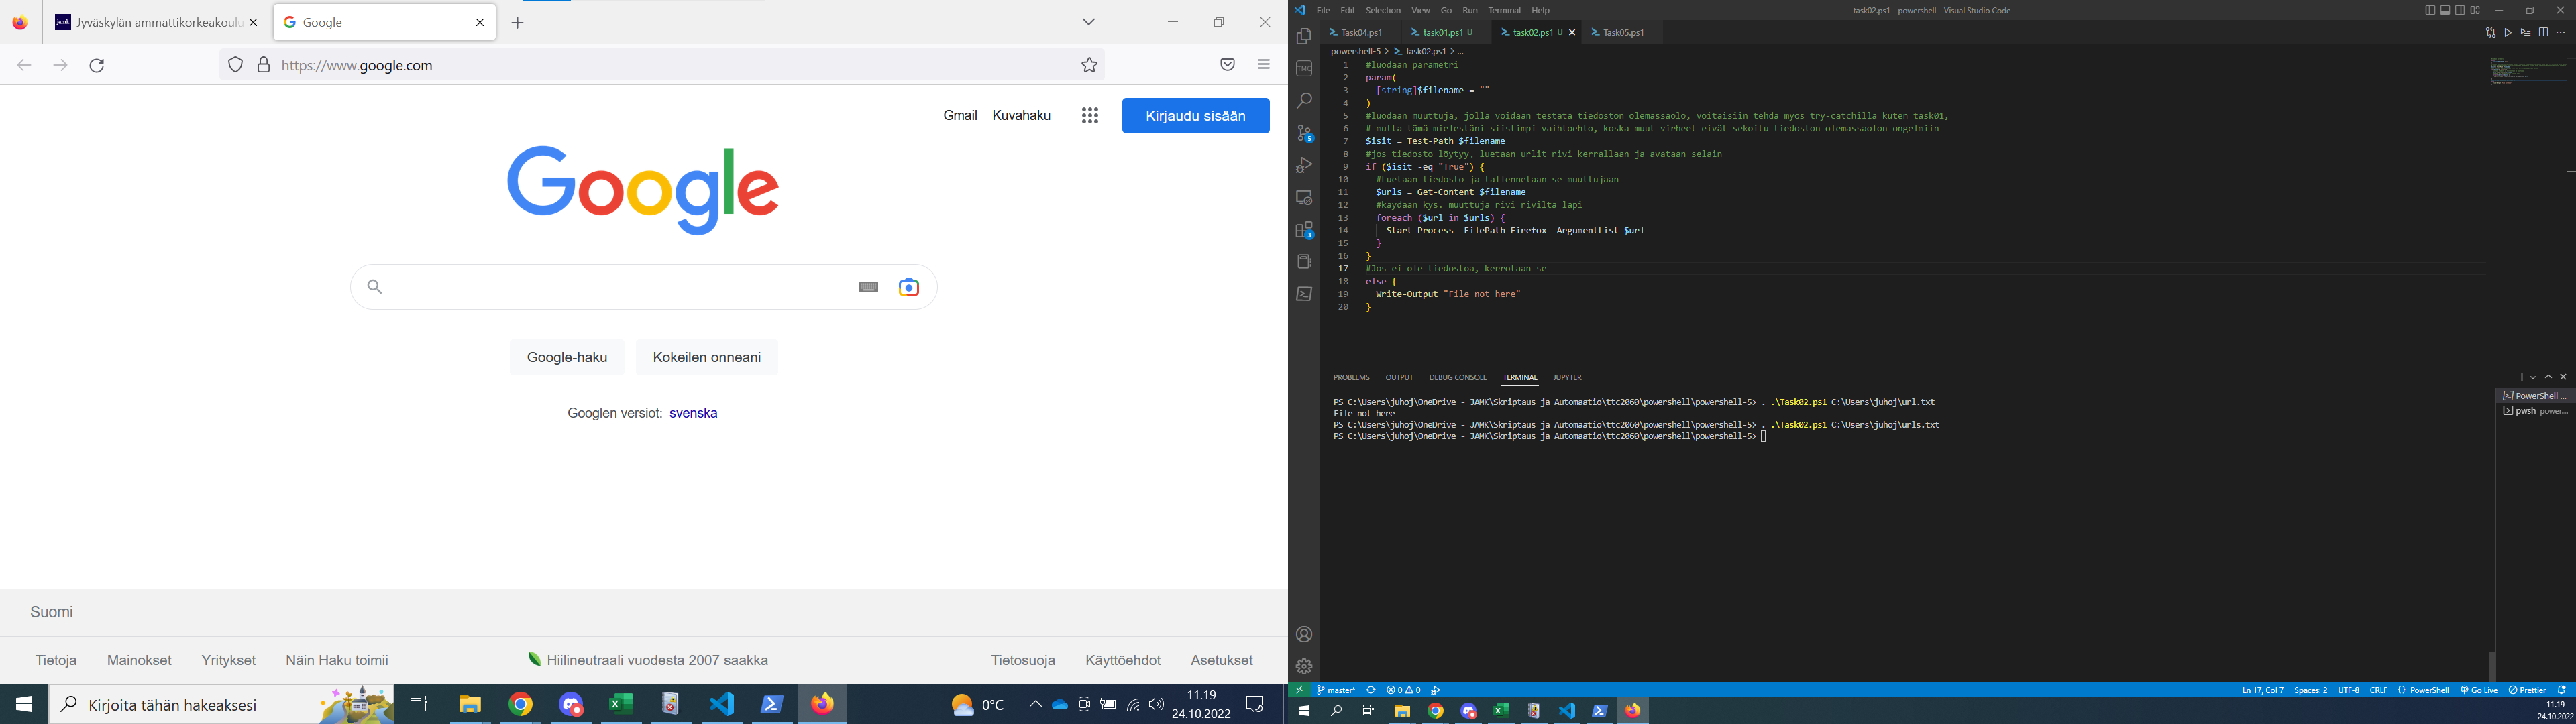 Jyväskylän ammattikorkeakoulu
Google
https://www.google.com
Gmail Kuvahaku Kirjaudu sisään
Google
Google-haku Kokeilen onneani
Googlen versiot: svenska
Suomi
Tietoja Mainokset Yritykset Näin Haku toimii Hiilineutraali vuodesta 2007 saakka Tietosuoja Käyttöehdot Asetukset
Kirjoita tähän hakeaksesi
0°C
11.19
24.10.2022
File Edit Selection View Go Run Terminal Help
task02.ps1 - powershell - Visual Studio Code
Task04.ps1 task01.ps1 U task02.ps1 U Task05.ps1
powershell-5 > task02.ps1 > ...
1 #luodaan parametri
2 param(
3 [string]$filename = ""
4 )
5 #luodaan muuttuja, jolla voidaan testata tiedoston olemassaolo, voitaisiin tehdä myös try-catchilla kuten task01,
6 # mutta tämä mielestäni siistimpi vaihtoehto, koska muut virheet eivät sekoitu tiedoston olemassaolon ongelmiin
7 $isit = Test-Path $filename
8 #jos tiedosto löytyy, luetaan urlit rivi kerrallaan ja avataan selain
9 if ($isit -eq "True") {
10 #Luetaan tiedosto ja tallennetaan se muuttujaan
11 $urls = Get-Content $filename
12 #käydään kys. muuttuja rivi riviltä läpi
13 foreach ($url in $urls) {
14 Start-Process -FilePath Firefox -ArgumentList $url
15 }
16 }
17 #Jos ei ole tiedostoa, kerrotaan se
18 else {
19 Write-Output "File not here"
20 }
PROBLEMS OUTPUT DEBUG CONSOLE TERMINAL JUPYTER
PS C:\Users\juhoj\OneDrive - JAMK\Skriptaus ja Automaatio\ttc2060\powershell\powershell-5> . .\Task02.ps1 C:\Users\juhoj\url.txt
File not here
PS C:\Users\juhoj\OneDrive - JAMK\Skriptaus ja Automaatio\ttc2060\powershell\powershell-5> . .\Task02.ps1 C:\Users\juhoj\urls.txt
PS C:\Users\juhoj\OneDrive - JAMK\Skriptaus ja Automaatio\ttc2060\powershell\powershell-5>
PowerShell ...
pwsh power...
TMC
5
3
master* 0 0 Ln 17, Col 7 Spaces: 2 UTF-8 CRLF PowerShell Go Live Prettier
11.19
24.10.2022